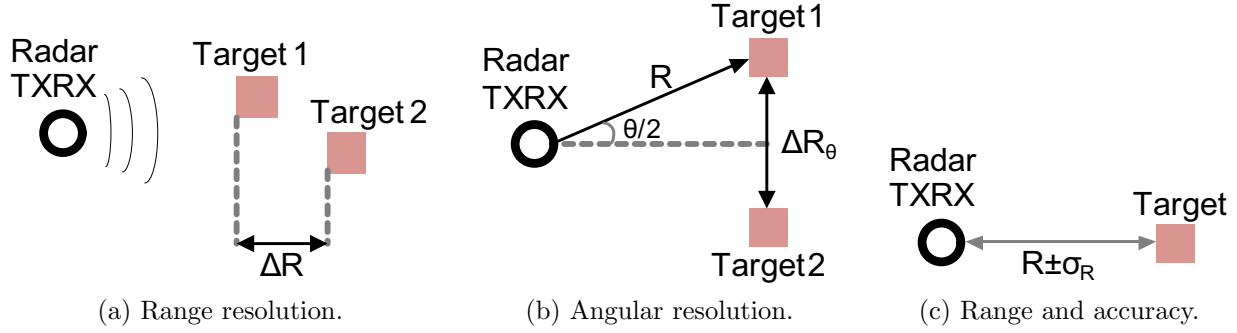 Radar
TXRX
Target 1
Target 2
ΔR
(a) Range resolution.
Radar
TXRX
Target 1
R
θ/2
ΔRθ
Target 2
(b) Angular resolution.
Radar
TXRX
Target
R±σR
(c) Range and accuracy.